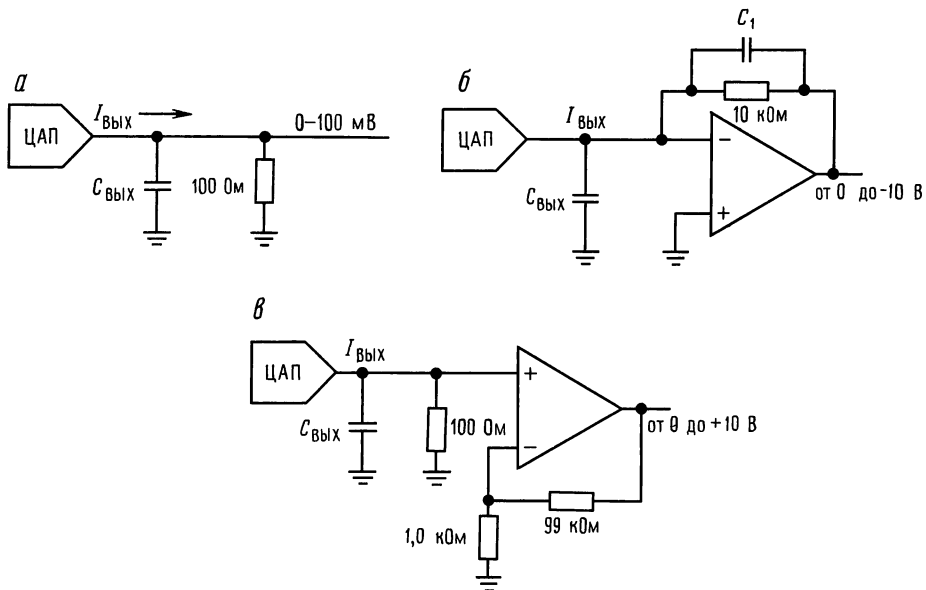 а
ЦАП
Iвых
0–100 мВ
Cвых
100 Ом
б
ЦАП
Iвых
C1
10 кОм
−
+
Cвых
от 0 до -10 В
в
ЦАП
Iвых
Cвых
100 Ом
+
−
от 0 до +10 В
99 кОм
1,0 кОм